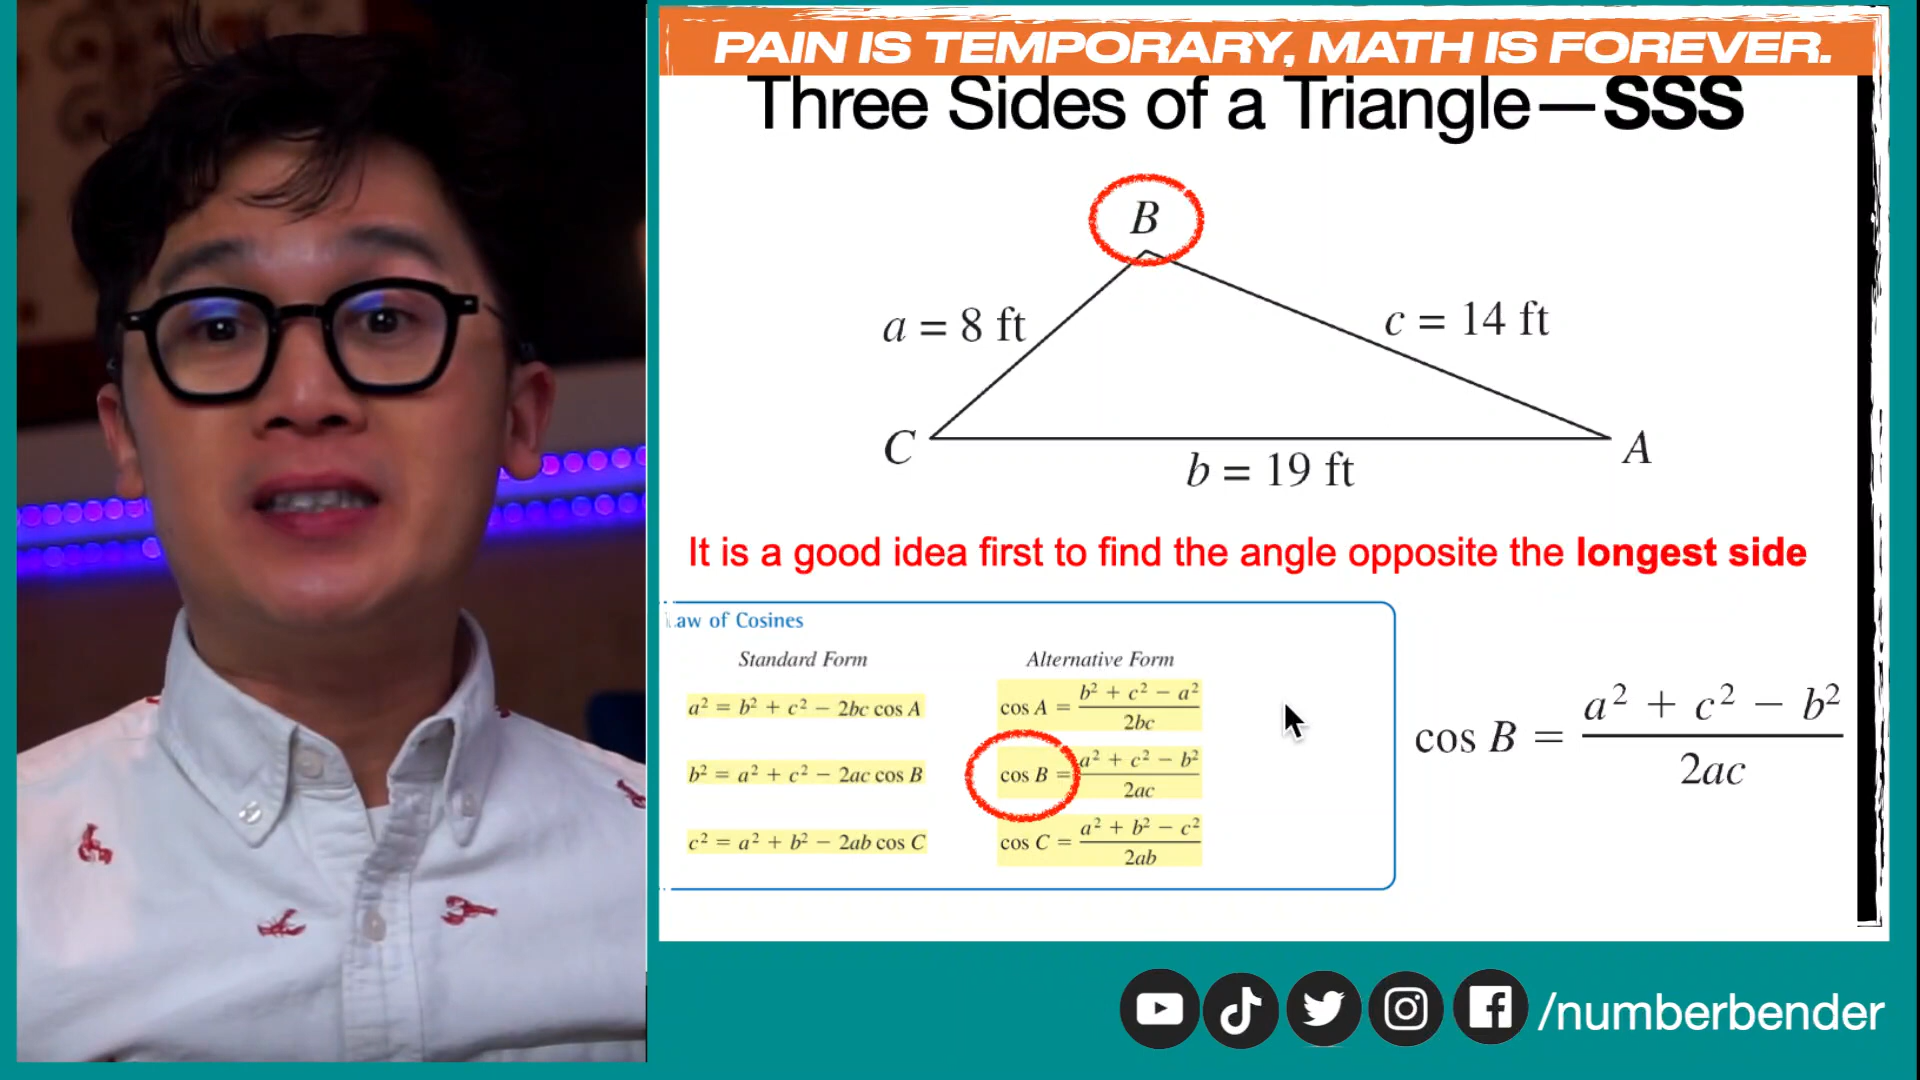 PAIN IS TEMPORARY, MATH IS FOREVER.
Three Sides of a Triangle—SSS
B
a = 8 ft
c = 14 ft
C
A
b = 19 ft
It is a good idea first to find the angle opposite the longest side
Law of Cosines
Standard Form
Alternative Form
a² = b² + c² − 2bc cos A
cos A = (b² + c² − a²) / 2bc
b² = a² + c² − 2ac cos B
cos B = (a² + c² − b²) / 2ac
c² = a² + b² − 2ab cos C
cos C = (a² + b² − c²) / 2ab
cos B = (a² + c² − b²) / 2ac
/numberbender